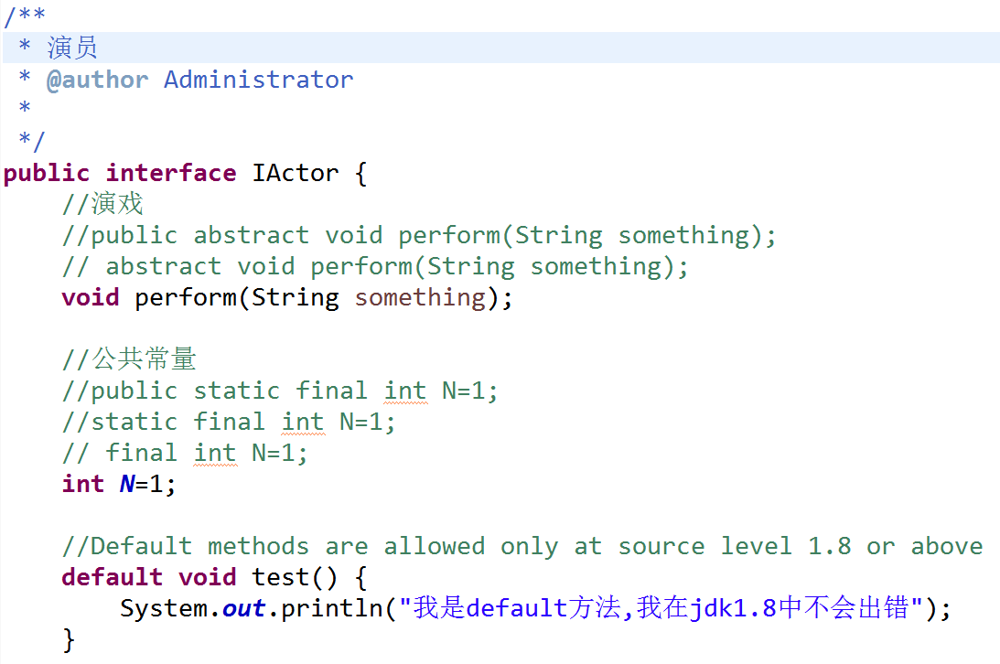 /**
 * 演员
 * @author Administrator
 *
 */
public interface IActor {
    //演戏
    //public abstract void perform(String something);
    // abstract void perform(String something);
    void perform(String something);

    //公共常量
    //public static final int N=1;
    //static final int N=1;
    // final int N=1;
    int N=1;

    //Default methods are allowed only at source level 1.8 or above
    default void test() {
        System.out.println("我是default方法,我在jdk1.8中不会出错");
    }